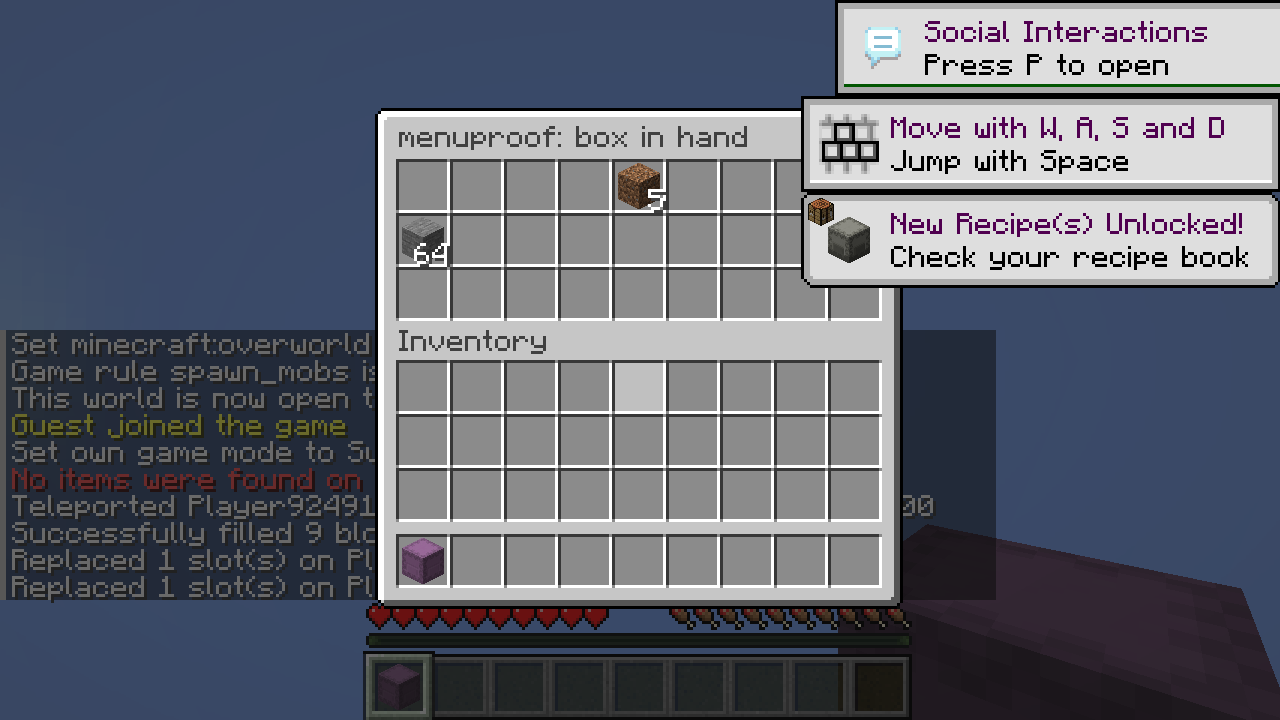 Social Interactions
Press P to open
Move with W, A, S and D
Jump with Space
New Recipe(s) Unlocked!
Check your recipe book
menuproof: box in hand
5
64
Inventory
Set minecraft:overworld
Game rule spawn_mobs is
This world is now open t
Guest joined the game
Set own game mode to Su
No items were found on
Teleported Player92491
00
Successfully filled 9 blo
Replaced 1 slot(s) on Pl
Replaced 1 slot(s) on Pl